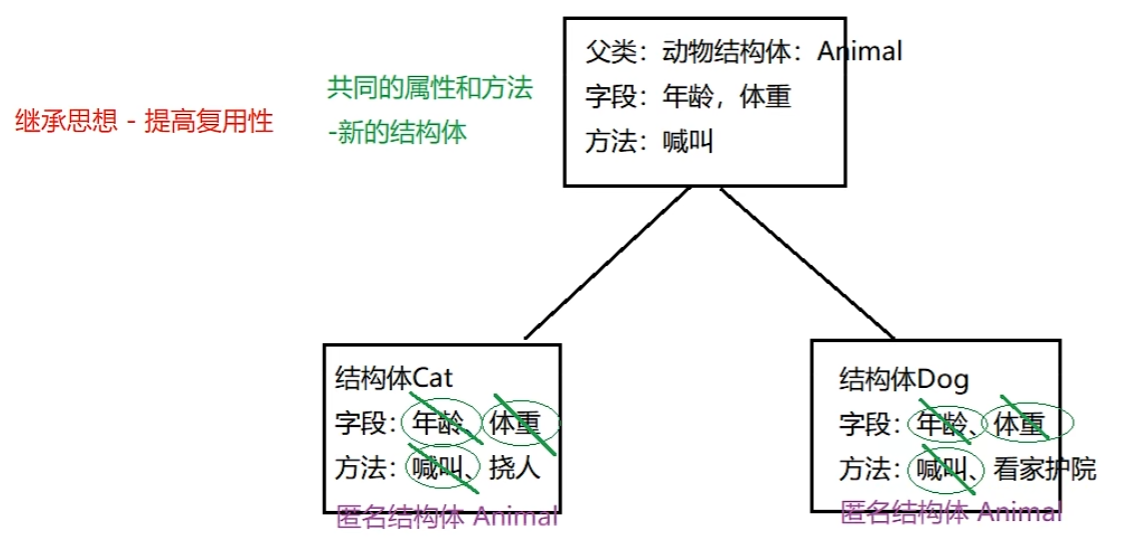 父类：动物结构体：Animal
字段：年龄，体重
方法：喊叫
共同的属性和方法
-新的结构体
继承思想 - 提高复用性
结构体Cat
字段：年龄、体重
方法：喊叫、挠人
匿名结构体 Animal
结构体Dog
字段：年龄、体重
方法：喊叫、看家护院
匿名结构体 Animal